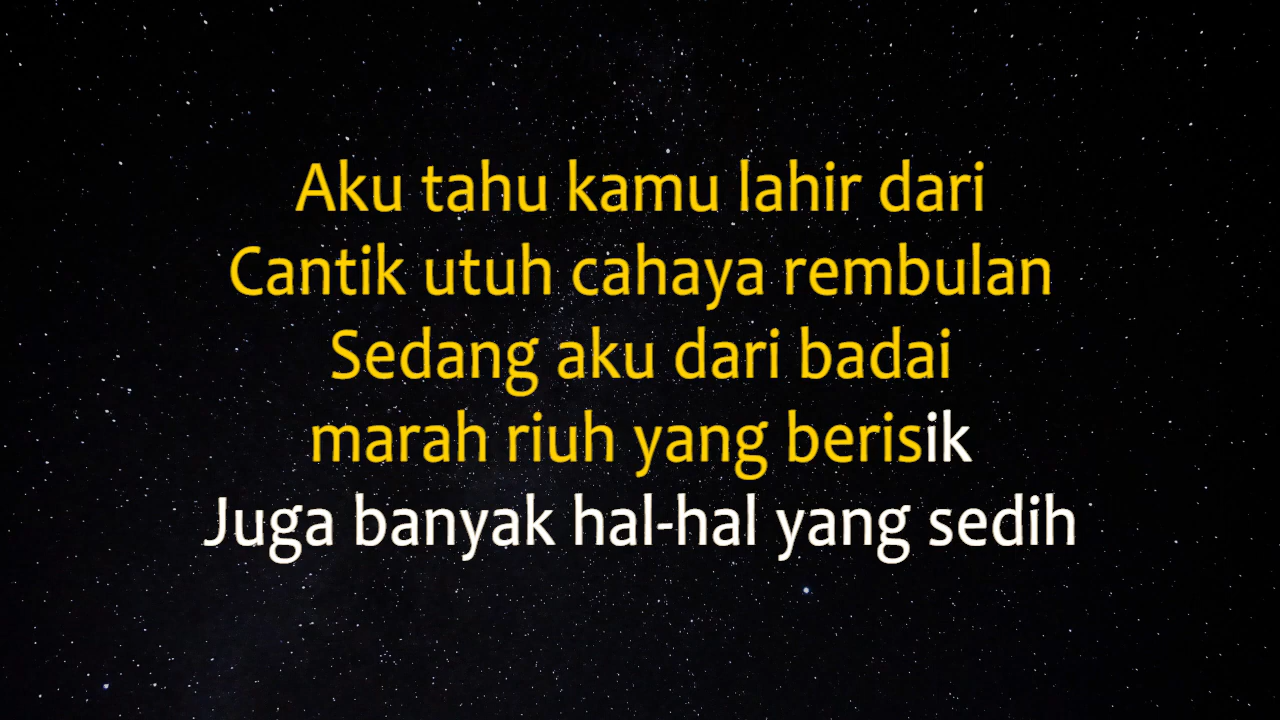 Aku tahu kamu lahir dari
Cantik utuh cahaya rembulan
Sedang aku dari badai
marah riuh yang berisik
Juga banyak hal-hal yang sedih